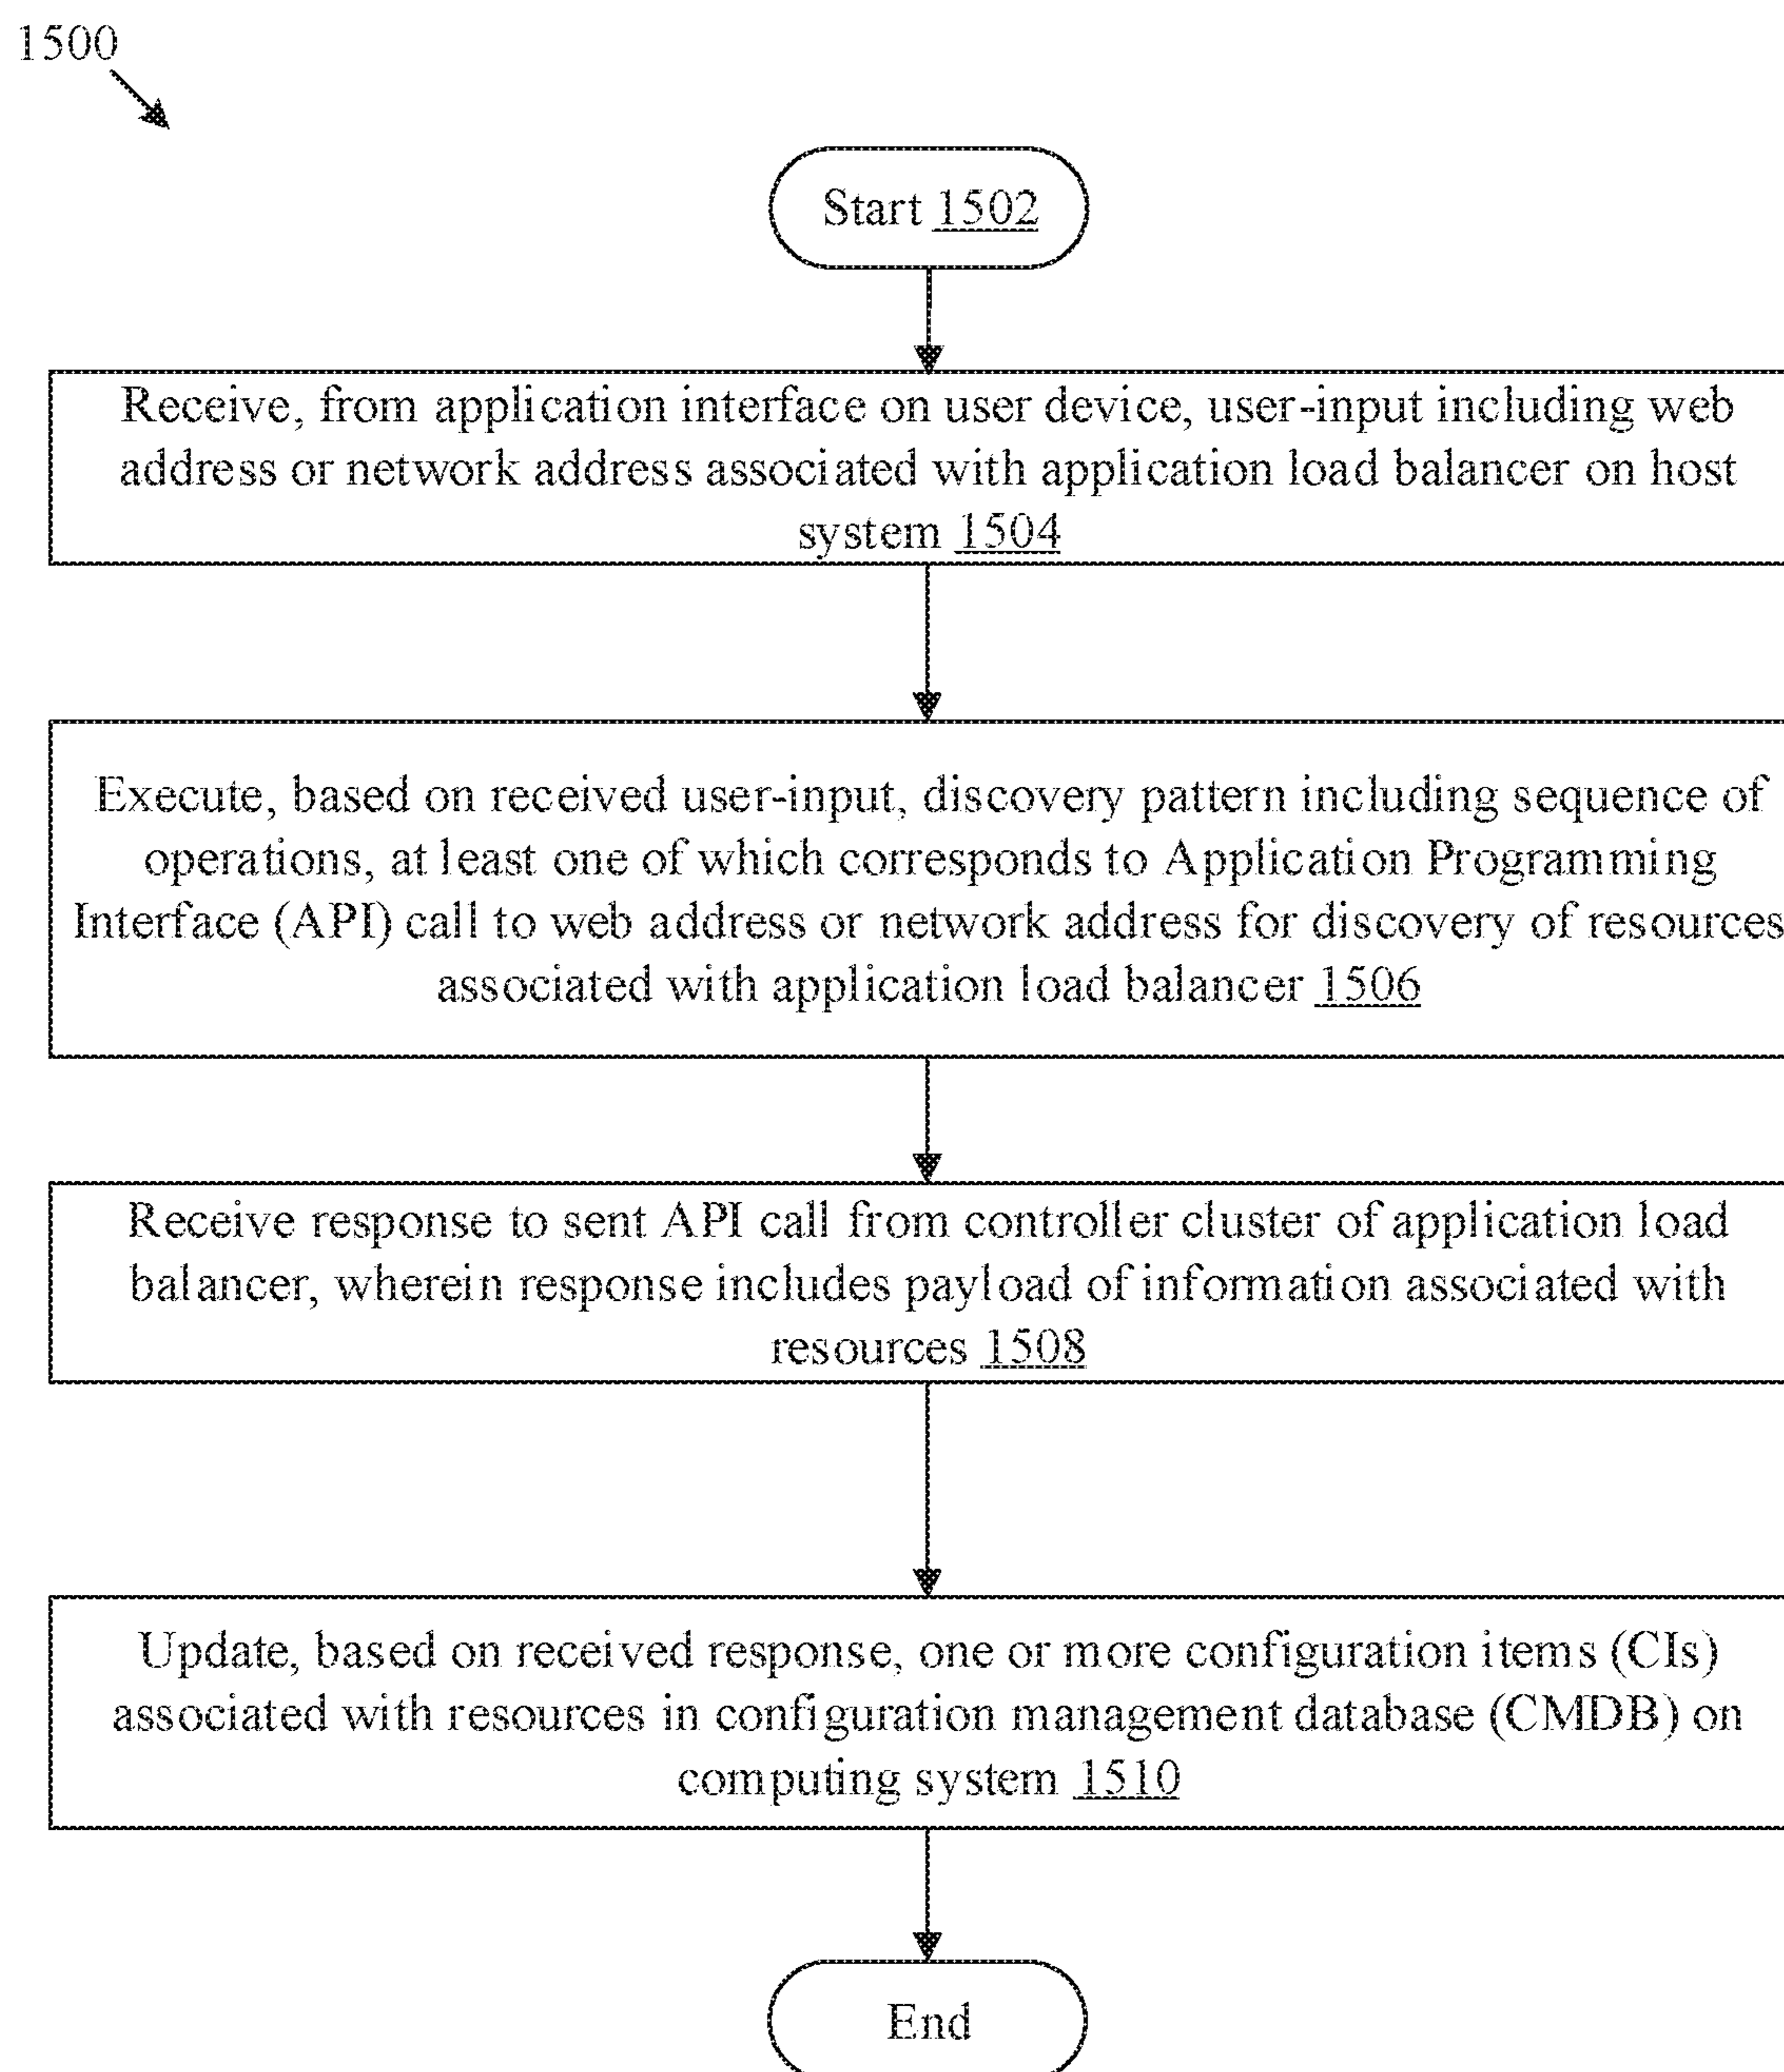 1500
Start 1502
Receive, from application interface on user device, user-input including web
address or network address associated with application load balancer on host
system 1504
Execute, based on received user-input, discovery pattern including sequence of
operations, at least one of which corresponds to Application Programming
Interface (API) call to web address or network address for discovery of resources
associated with application load balancer 1506
Receive response to sent API call from controller cluster of application load
balancer, wherein response includes payload of information associated with
resources 1508
Update, based on received response, one or more configuration items (CIs)
associated with resources in configuration management database (CMDB) on
computing system 1510
End